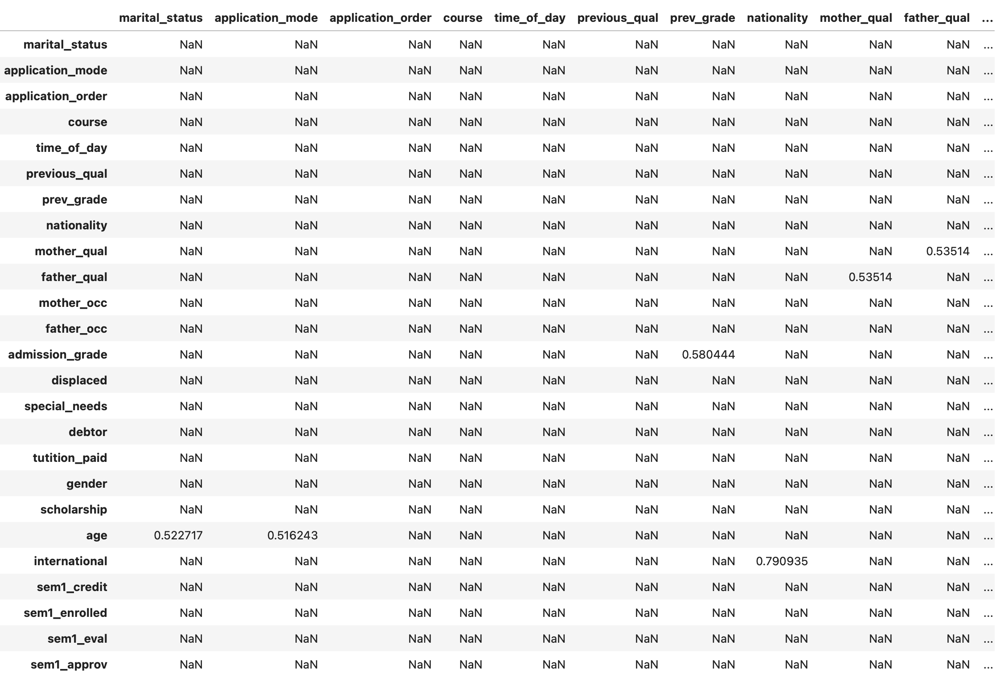 marital_status application_mode application_order course time_of_day previous_qual prev_grade nationality mother_qual father_qual ...
marital_status NaN NaN NaN NaN NaN NaN NaN NaN NaN NaN ...
application_mode NaN NaN NaN NaN NaN NaN NaN NaN NaN NaN ...
application_order NaN NaN NaN NaN NaN NaN NaN NaN NaN NaN ...
course NaN NaN NaN NaN NaN NaN NaN NaN NaN NaN ...
time_of_day NaN NaN NaN NaN NaN NaN NaN NaN NaN NaN ...
previous_qual NaN NaN NaN NaN NaN NaN NaN NaN NaN NaN ...
prev_grade NaN NaN NaN NaN NaN NaN NaN NaN NaN NaN ...
nationality NaN NaN NaN NaN NaN NaN NaN NaN NaN NaN ...
mother_qual NaN NaN NaN NaN NaN NaN NaN NaN NaN 0.53514 ...
father_qual NaN NaN NaN NaN NaN NaN NaN NaN 0.53514 NaN ...
mother_occ NaN NaN NaN NaN NaN NaN NaN NaN NaN NaN ...
father_occ NaN NaN NaN NaN NaN NaN NaN NaN NaN NaN ...
admission_grade NaN NaN NaN NaN NaN NaN 0.580444 NaN NaN NaN ...
displaced NaN NaN NaN NaN NaN NaN NaN NaN NaN NaN ...
special_needs NaN NaN NaN NaN NaN NaN NaN NaN NaN NaN ...
debtor NaN NaN NaN NaN NaN NaN NaN NaN NaN NaN ...
tutition_paid NaN NaN NaN NaN NaN NaN NaN NaN NaN NaN ...
gender NaN NaN NaN NaN NaN NaN NaN NaN NaN NaN ...
scholarship NaN NaN NaN NaN NaN NaN NaN NaN NaN NaN ...
age 0.522717 0.516243 NaN NaN NaN NaN NaN NaN NaN NaN ...
international NaN NaN NaN NaN NaN NaN NaN 0.790935 NaN NaN ...
sem1_credit NaN NaN NaN NaN NaN NaN NaN NaN NaN NaN ...
sem1_enrolled NaN NaN NaN NaN NaN NaN NaN NaN NaN NaN ...
sem1_eval NaN NaN NaN NaN NaN NaN NaN NaN NaN NaN ...
sem1_approv NaN NaN NaN NaN NaN NaN NaN NaN NaN NaN ...